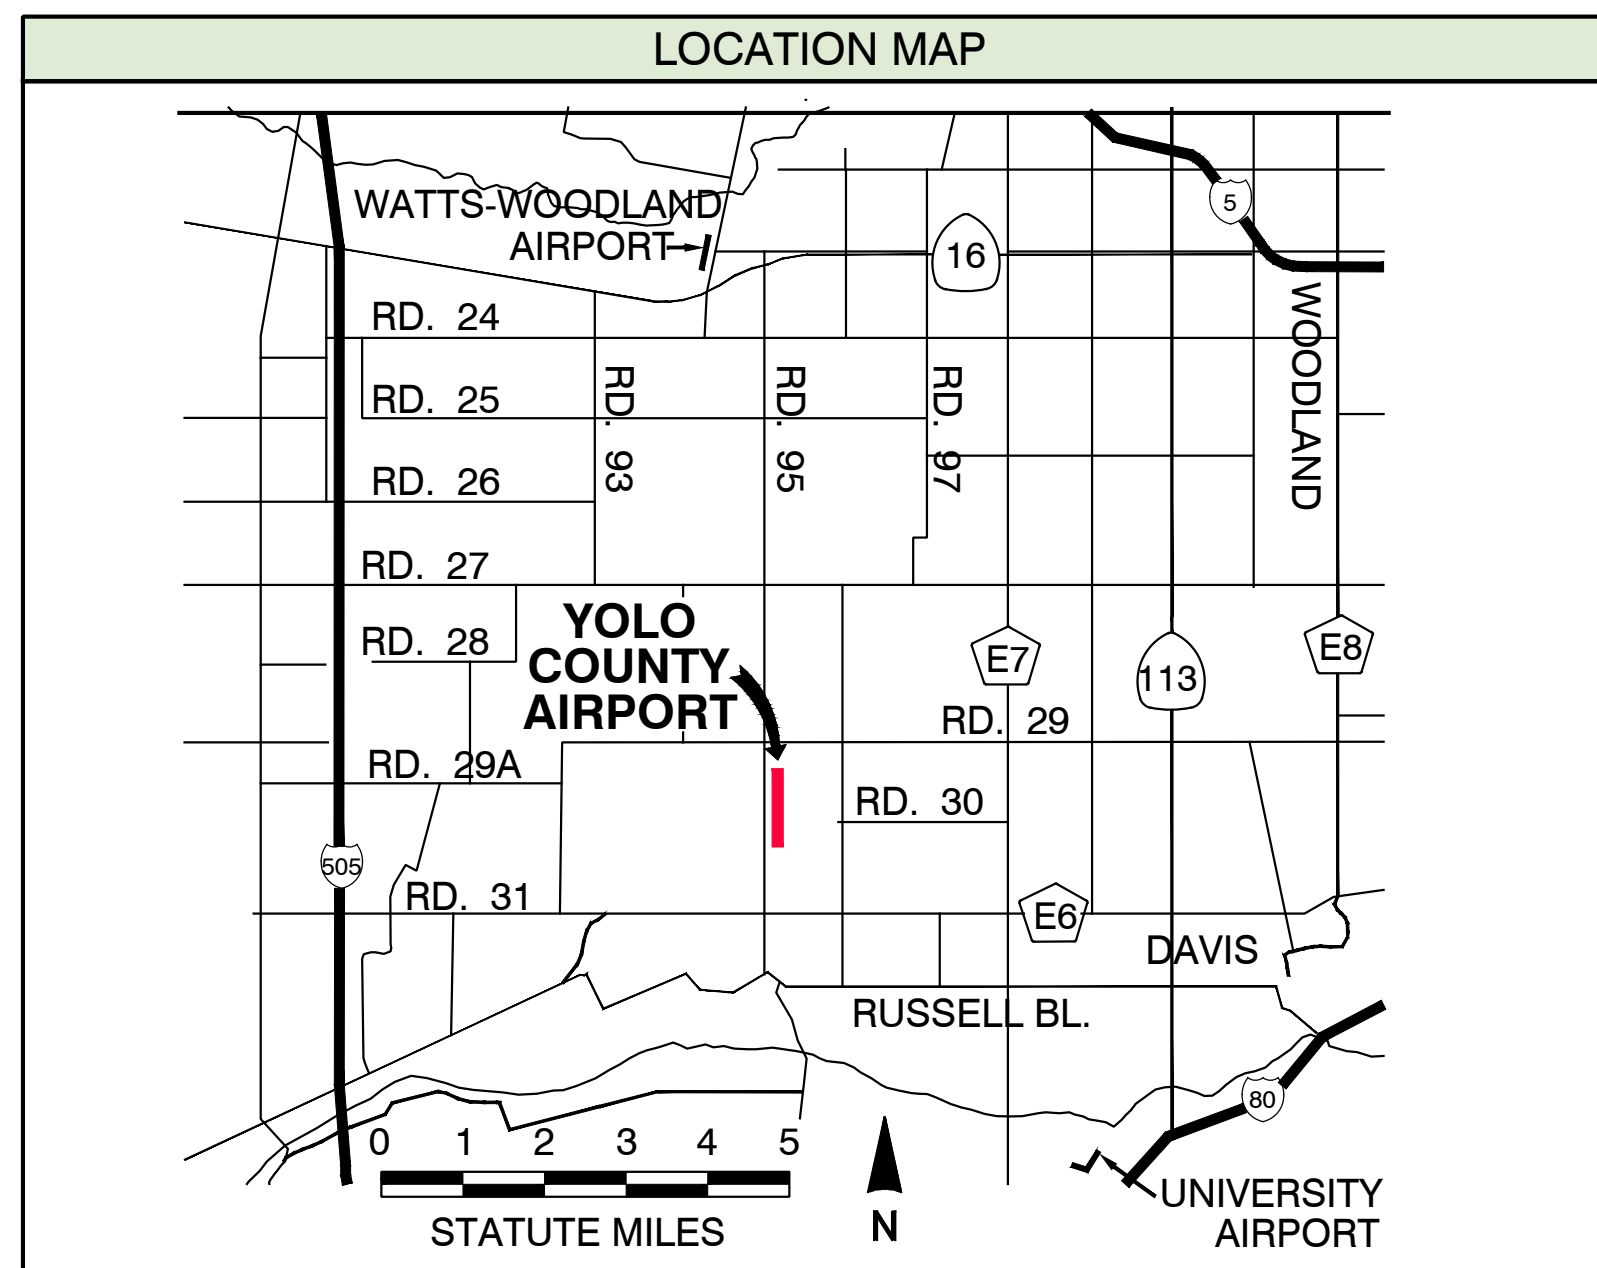 LOCATION MAP
WATTS-WOODLAND
AIRPORT
5
16
WOODLAND
RD. 24
RD. 25
RD. 93
RD. 95
RD. 97
RD. 26
RD. 27
YOLO
COUNTY
AIRPORT
RD. 28
E7
113
E8
RD. 29
RD. 29A
RD. 30
505
RD. 31
E6
DAVIS
RUSSELL BL.
80
0 1 2 3 4 5
STATUTE MILES
N
UNIVERSITY
AIRPORT